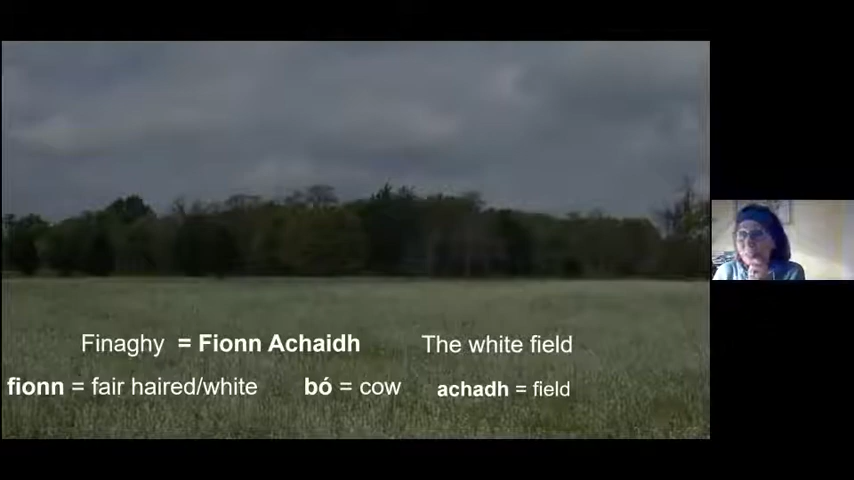 Finaghy = Fionn Achaidh The white field
fionn = fair haired/white bó = cow achadh = field